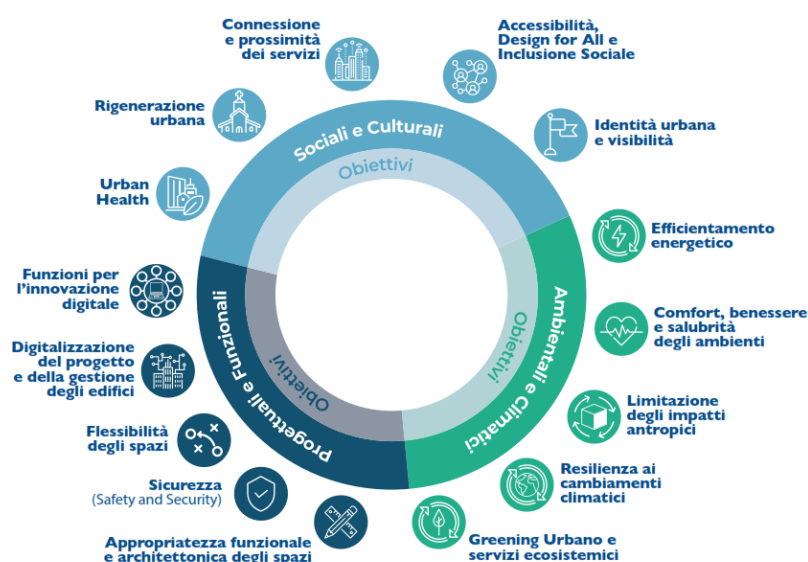 Connessione
e prossimità
dei servizi
Accessibilità,
Design for All e
Inclusione Sociale
Rigenerazione
urbana
Identità urbana
e visibilità
Urban
Health
Sociali e Culturali
Obiettivi
Efficientamento
energetico
Comfort, benessere
e salubrità
degli ambienti
Limitazione
degli impatti
antropici
Resilienza ai
cambiamenti
climatici
Greening Urbano e
servizi ecosistemici
Ambientali e Climatici
Obiettivi
Funzioni per
l’innovazione
digitale
Digitalizzazione
del progetto
e della gestione
degli edifici
Flessibilità
degli spazi
Sicurezza
(Safety and Security)
Appropriatezza funzionale
e architettonica degli spazi
Progettuali e Funzionali
Obiettivi